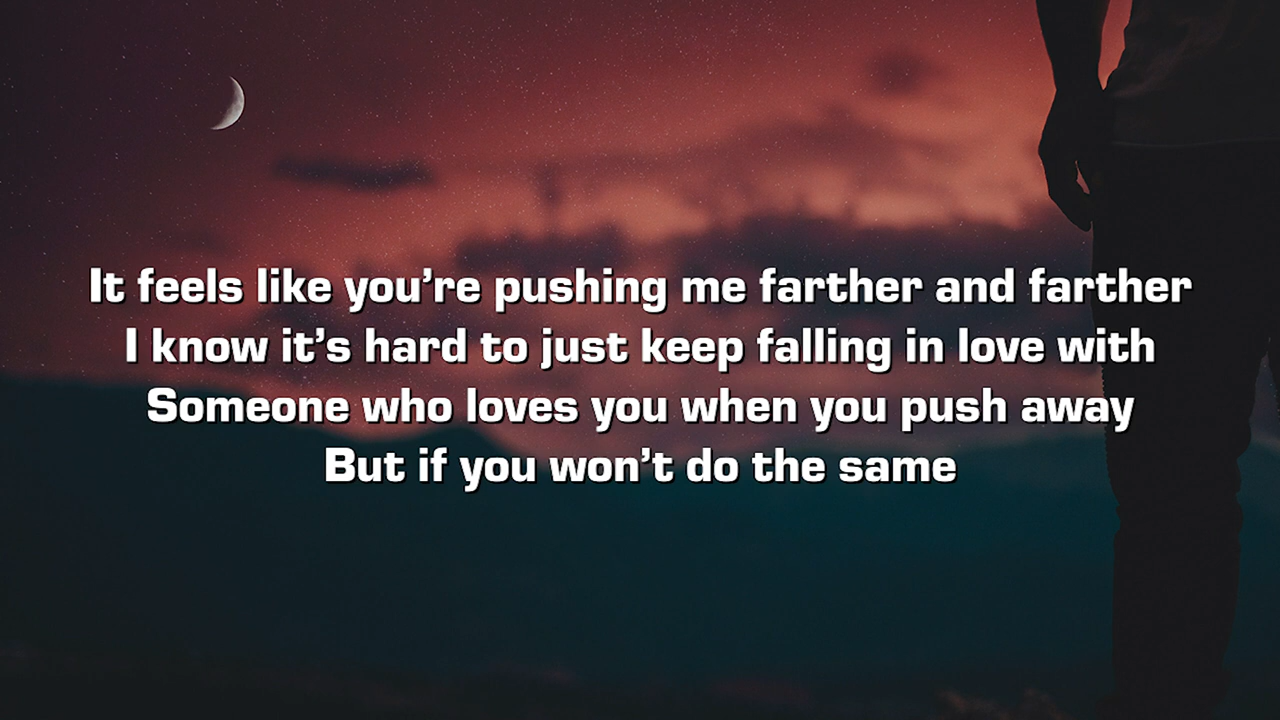 It feels like you’re pushing me farther and farther
I know it’s hard to just keep falling in love with
Someone who loves you when you push away
But if you won’t do the same